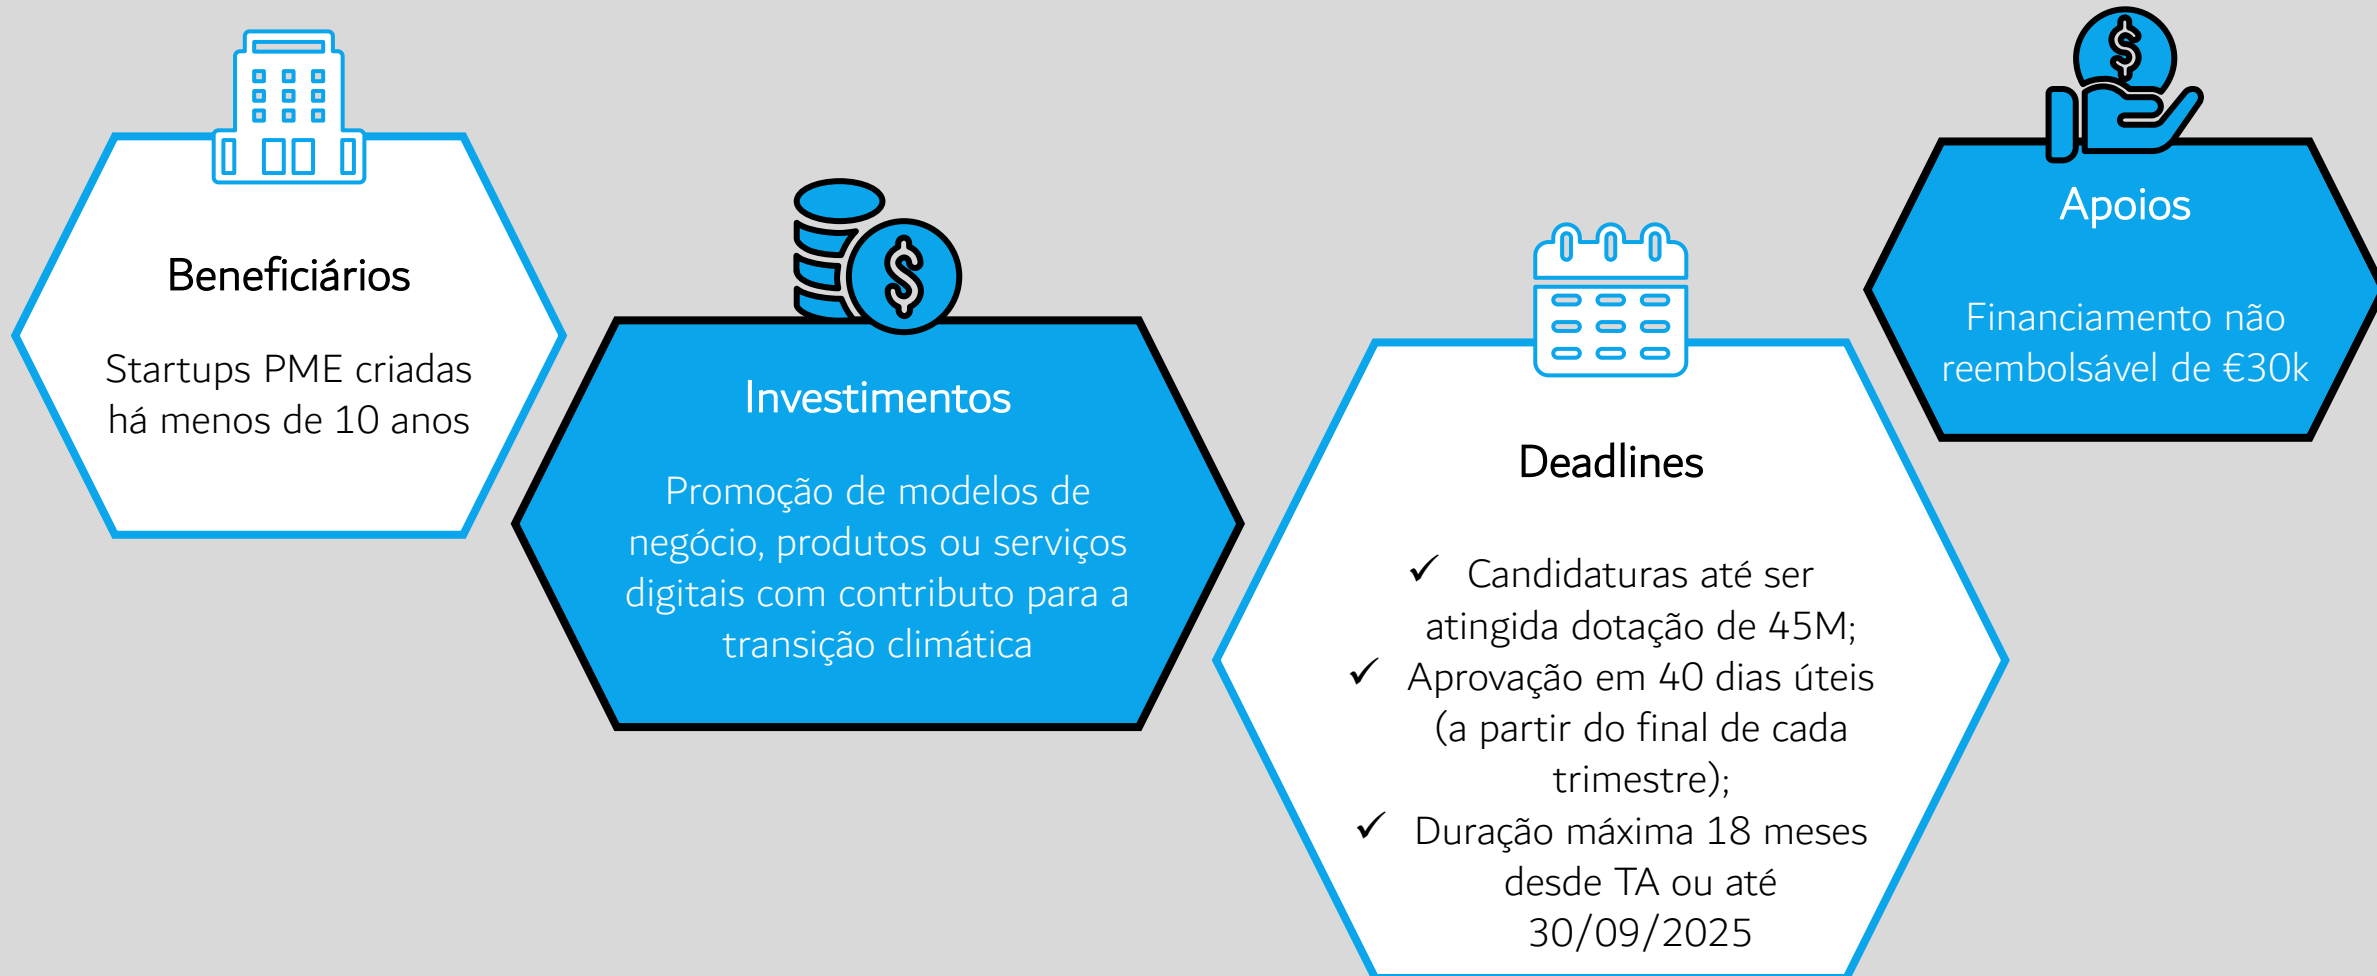 Beneficiários
Startups PME criadas
há menos de 10 anos
Investimentos
Promoção de modelos de
negócio, produtos ou serviços
digitais com contributo para a
transição climática
Deadlines
✓ Candidaturas até ser
atingida dotação de 45M;
✓ Aprovação em 40 dias úteis
(a partir do final de cada
trimestre);
✓ Duração máxima 18 meses
desde TA ou até
30/09/2025
Apoios
Financiamento não
reembolsável de €30k